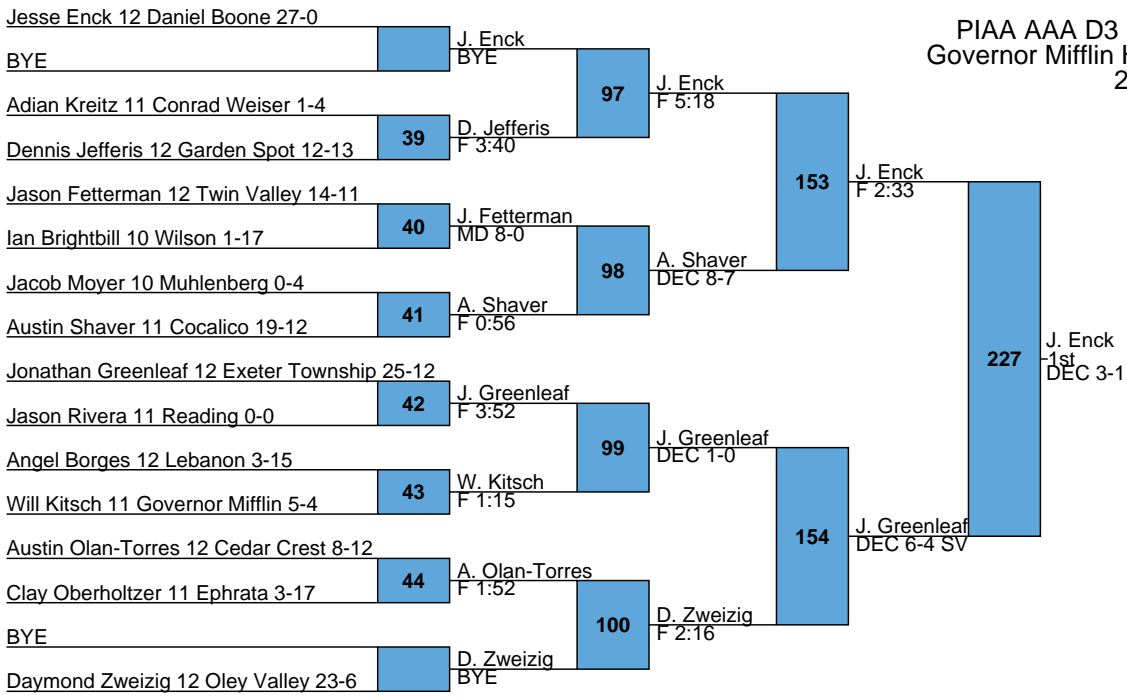 Jesse Enck 12 Daniel Boone 27-0
BYE
J. Enck
BYE
PIAA AAA D3
Governor Mifflin
2
97
J. Enck
F 5:18
Adian Kreitz 11 Conrad Weiser 1-4
39
Dennis Jefferis 12 Garden Spot 12-13
D. Jefferis
F 3:40
153
J. Enck
F 2:33
Jason Fetterman 12 Twin Valley 14-11
40
Ian Brightbill 10 Wilson 1-17
J. Fetterman
MD 8-0
98
A. Shaver
DEC 8-7
Jacob Moyer 10 Muhlenberg 0-4
41
Austin Shaver 11 Cocalico 19-12
A. Shaver
F 0:56
227
J. Enck
1st
DEC 3-1
Jonathan Greenleaf 12 Exeter Township 25-12
42
Jason Rivera 11 Reading 0-0
J. Greenleaf
F 3:52
99
J. Greenleaf
DEC 1-0
Angel Borges 12 Lebanon 3-15
43
Will Kitsch 11 Governor Mifflin 5-4
W. Kitsch
F 1:15
154
J. Greenleaf
DEC 6-4 SV
Austin Olan-Torres 12 Cedar Crest 8-12
44
Clay Oberholtzer 11 Ephrata 3-17
A. Olan-Torres
F 1:52
100
D. Zweizig
F 2:16
BYE
Daymond Zweizig 12 Oley Valley 23-6
D. Zweizig
BYE